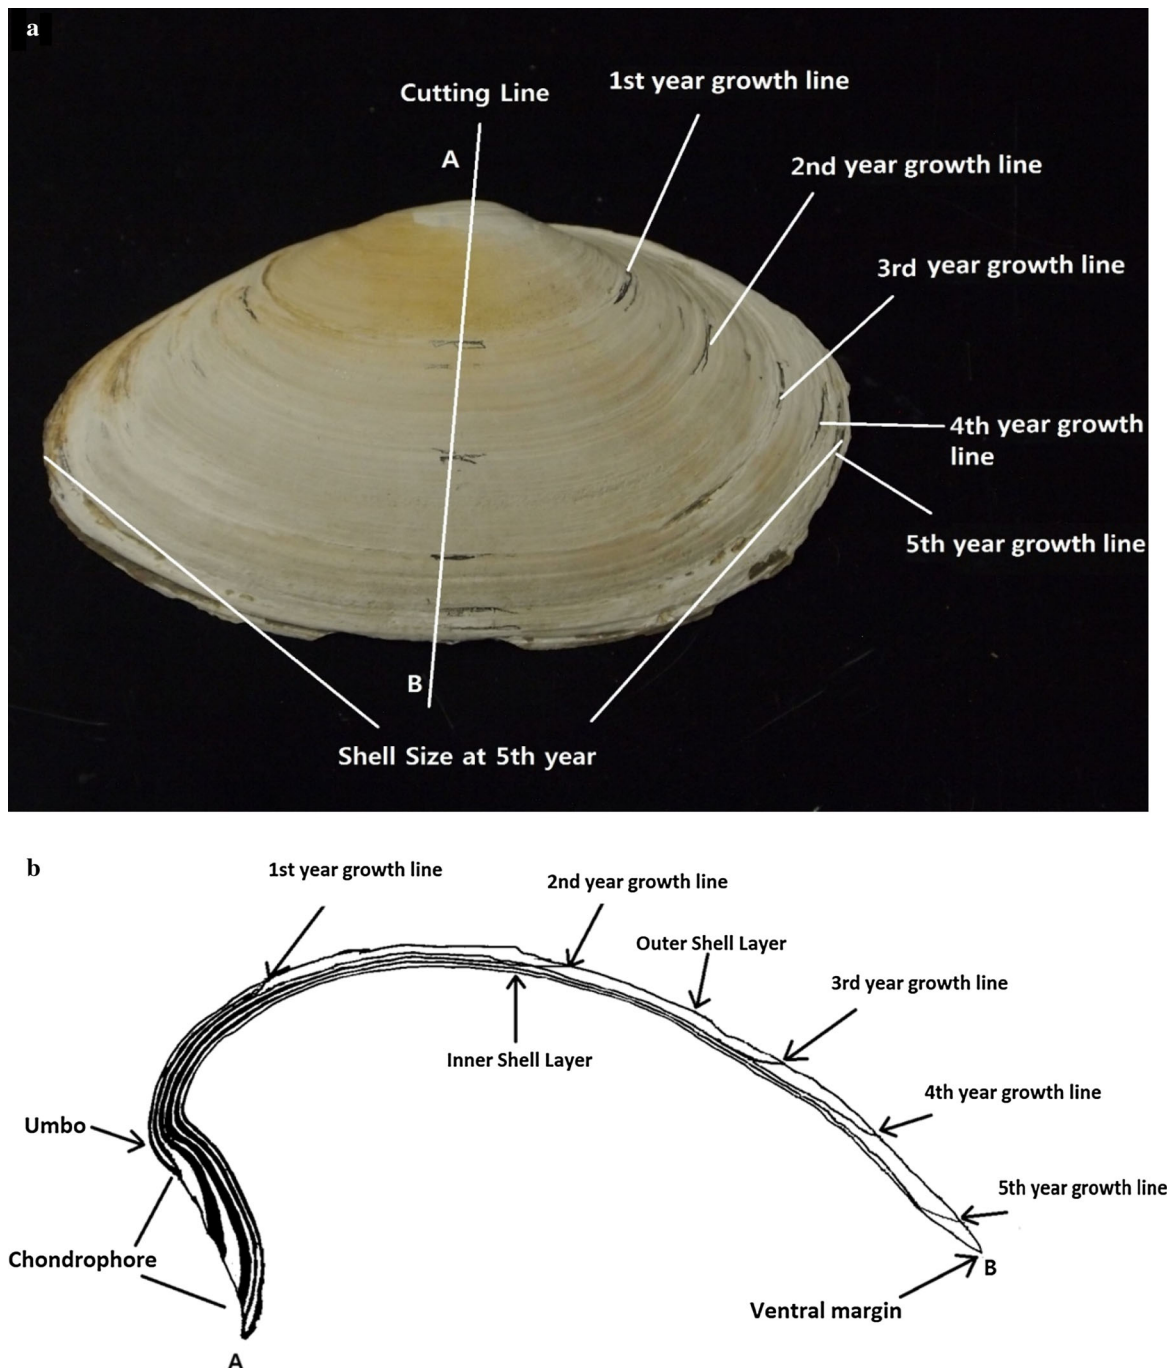 a
Cutting Line
1st year growth line
A
2nd year growth line
3rd year growth line
4th year growth
line
5th year growth line
B
Shell Size at 5th year
b
1st year growth line
2nd year growth line
Outer Shell Layer
3rd year growth line
Inner Shell Layer
4th year growth line
Umbo
5th year growth line
Chondrophore
B
Ventral margin
A